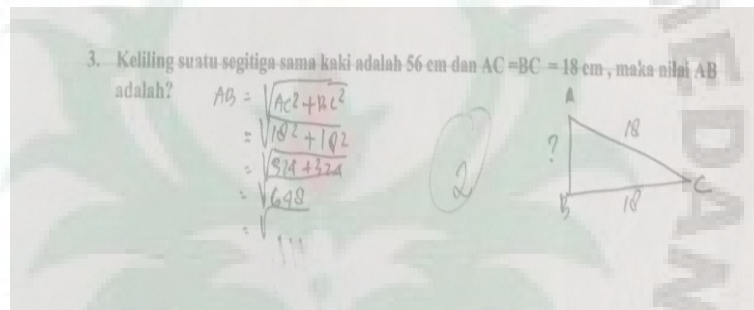 3. Keliling suatu segitiga sama kaki adalah 56 cm dan AC =BC = 18 cm , maka nilai AB
adalah?
AB = √AC² + BC²
= √18² + 18²
= √324 + 324
= √648
= √
2
A
18
?
B
18
C
EDAN